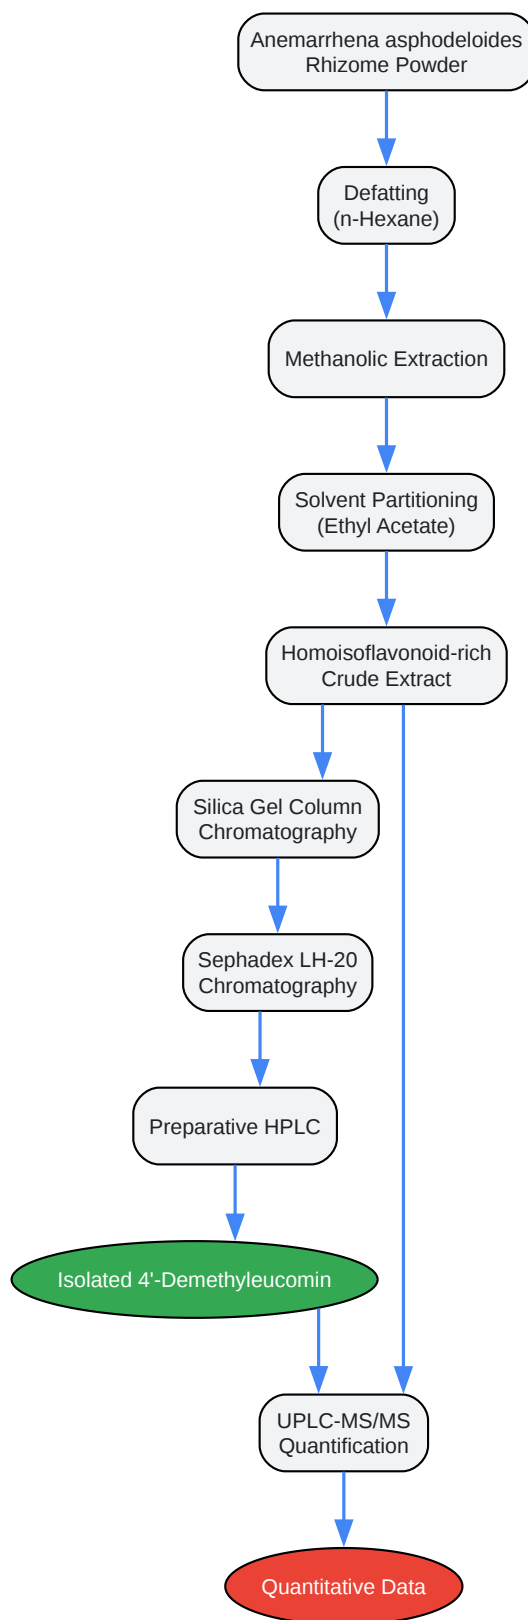 Anemarrhena asphodeloides
Rhizome Powder
Defatting
(n-Hexane)
Methanolic Extraction
Solvent Partitioning
(Ethyl Acetate)
Homoisoflavonoid-rich
Crude Extract
Silica Gel Column
Chromatography
Sephadex LH-20
Chromatography
Preparative HPLC
Isolated 4'-Demethyleucomin
UPLC-MS/MS
Quantification
Quantitative Data